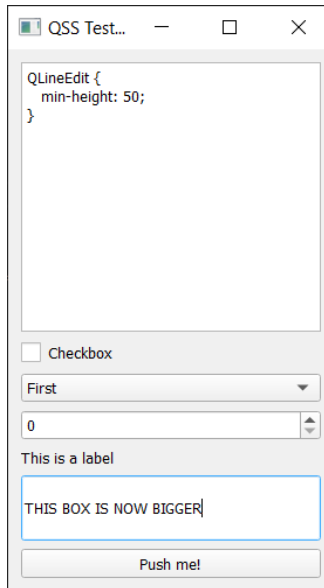 QSS Test...
QLineEdit {
   min-height: 50;
}
Checkbox
First
0
This is a label
THIS BOX IS NOW BIGGER
Push me!